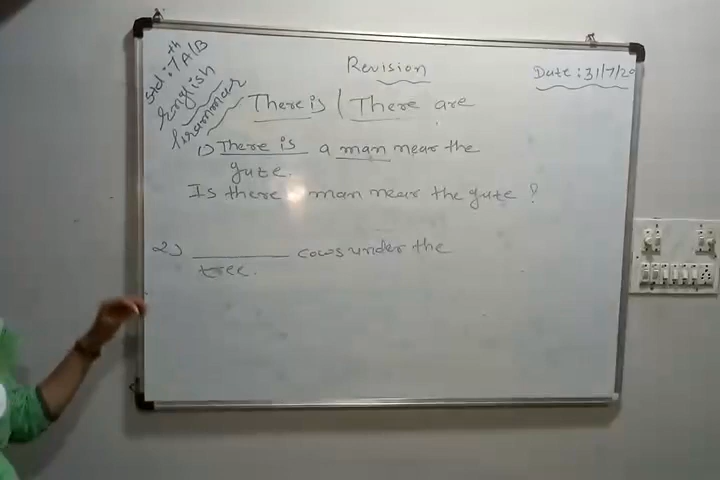 Std : 7th A/B
English
Grammar
Revision
Date : 31/7/20
There is / There are
1) There is a man near the
gate.
Is there a man near the gate ?
2) ________ cows under the
tree.